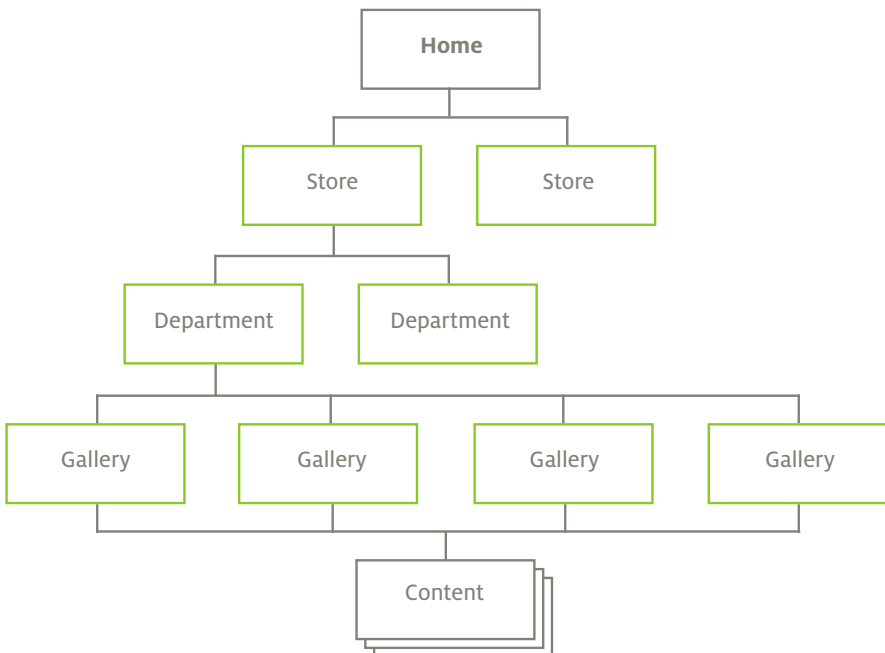 Home
Store
Store
Department
Department
Gallery
Gallery
Gallery
Gallery
Content